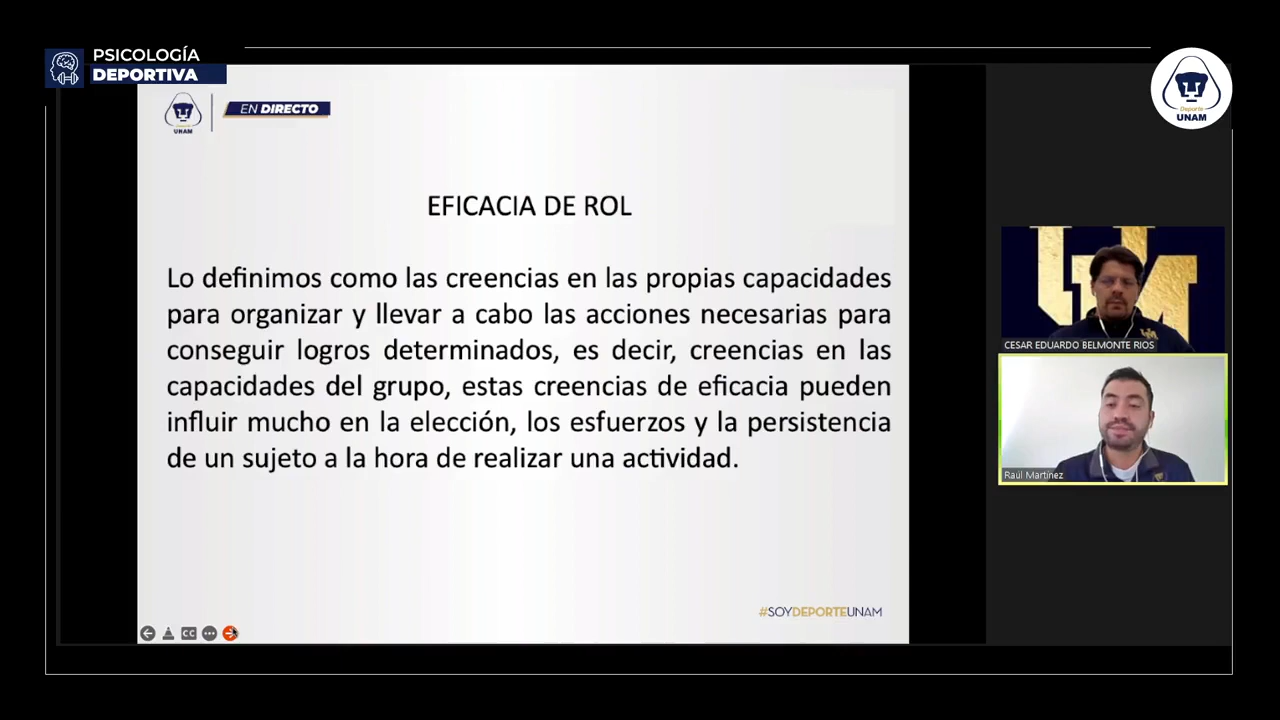 PSICOLOGÍA
DEPORTIVA
Deporte
UNAM
EN DIRECTO
UNAM
EFICACIA DE ROL
Lo definimos como las creencias en las propias capacidades
para organizar y llevar a cabo las acciones necesarias para
conseguir logros determinados, es decir, creencias en las
capacidades del grupo, estas creencias de eficacia pueden
influir mucho en la elección, los esfuerzos y la persistencia
de un sujeto a la hora de realizar una actividad.
#SOYDEPORTEUNAM
CC
CESAR EDUARDO BELMONTE RIOS
Raúl Martínez